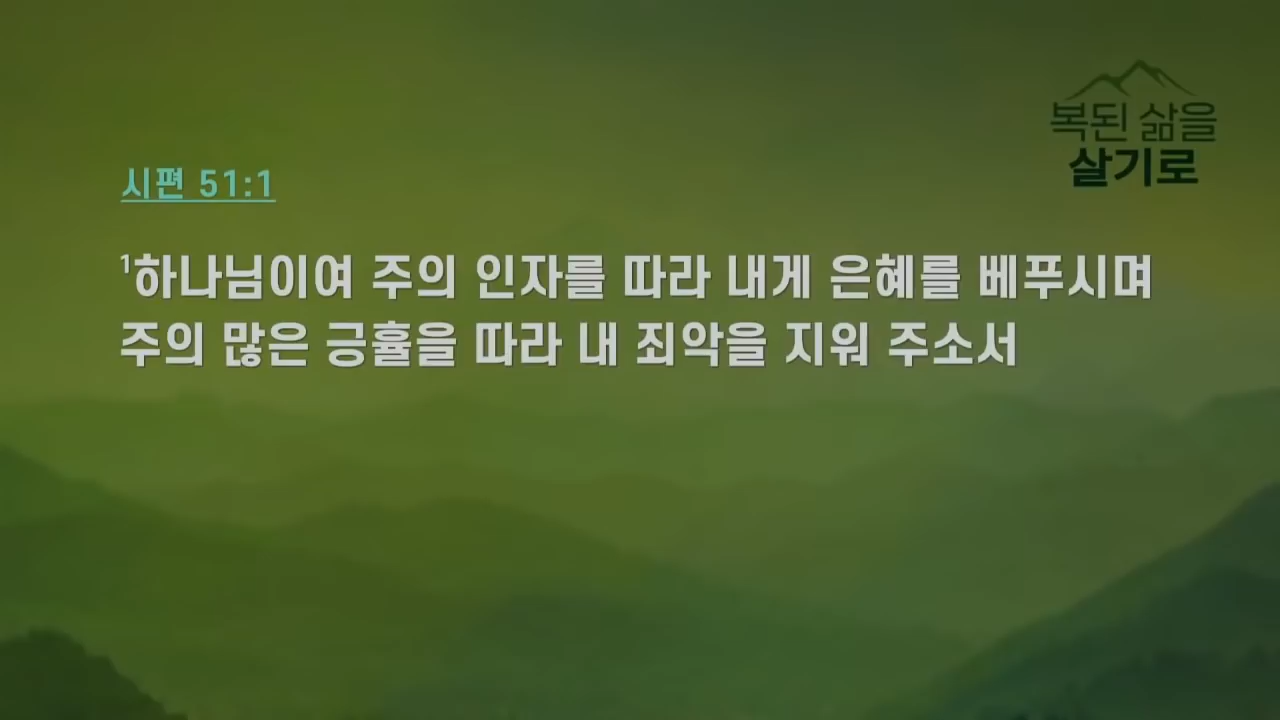 복된 삶을
살기로
시편 51:1
¹하나님이여 주의 인자를 따라 내게 은혜를 베푸시며
주의 많은 긍휼을 따라 내 죄악을 지워 주소서